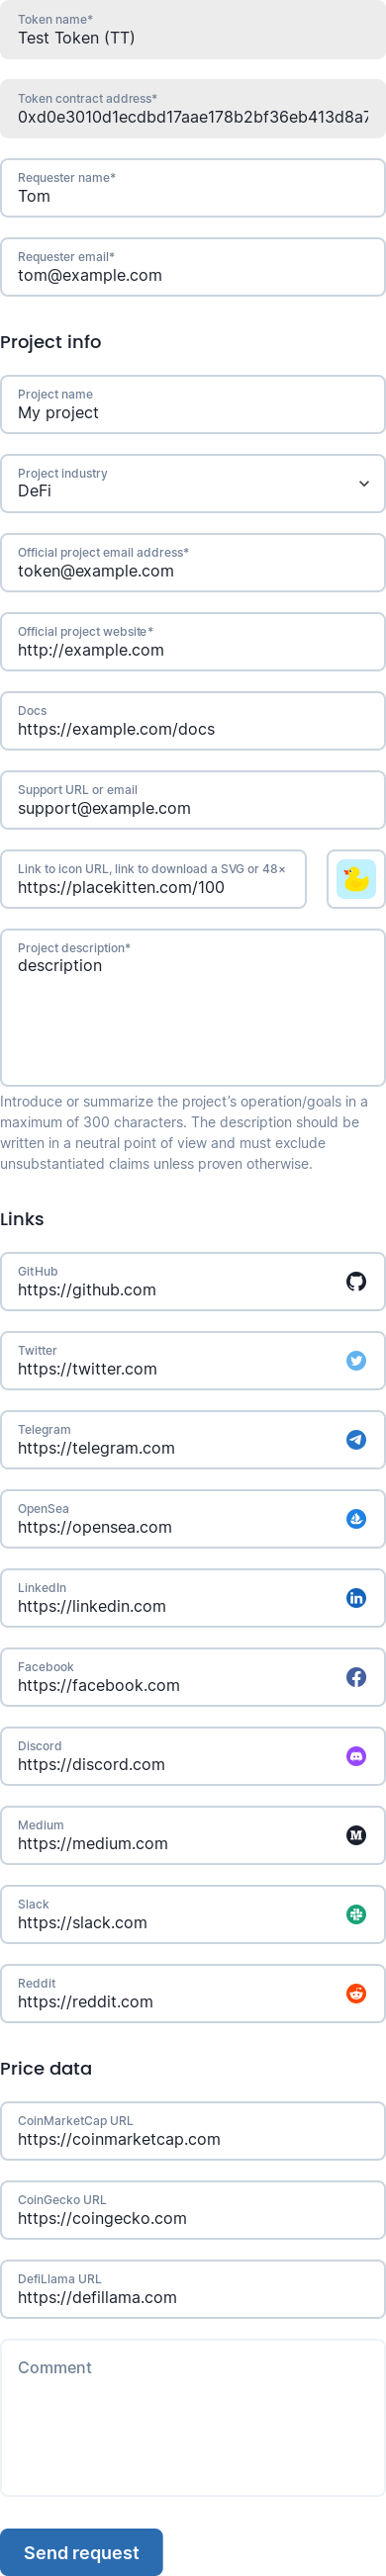 Token name*
Test Token (TT)
Token contract address*
0xd0e3010d1ecdbd17aae178b2bf36eb413d8a7
Requester name*
Tom
Requester email*
tom@example.com
Project info
Project name
My project
Project industry
DeFi
Official project email address*
token@example.com
Official project website*
http://example.com
Docs
https://example.com/docs
Support URL or email
support@example.com
Link to icon URL, link to download a SVG or 48×
https://placekitten.com/100
Project description*
description
Introduce or summarize the project’s operation/goals in a
maximum of 300 characters. The description should be
written in a neutral point of view and must exclude
unsubstantiated claims unless proven otherwise.
Links
GitHub
https://github.com
Twitter
https://twitter.com
Telegram
https://telegram.com
OpenSea
https://opensea.com
LinkedIn
https://linkedin.com
Facebook
https://facebook.com
Discord
https://discord.com
Medium
https://medium.com
Slack
https://slack.com
Reddit
https://reddit.com
Price data
CoinMarketCap URL
https://coinmarketcap.com
CoinGecko URL
https://coingecko.com
DefiLlama URL
https://defillama.com
Comment
Send request